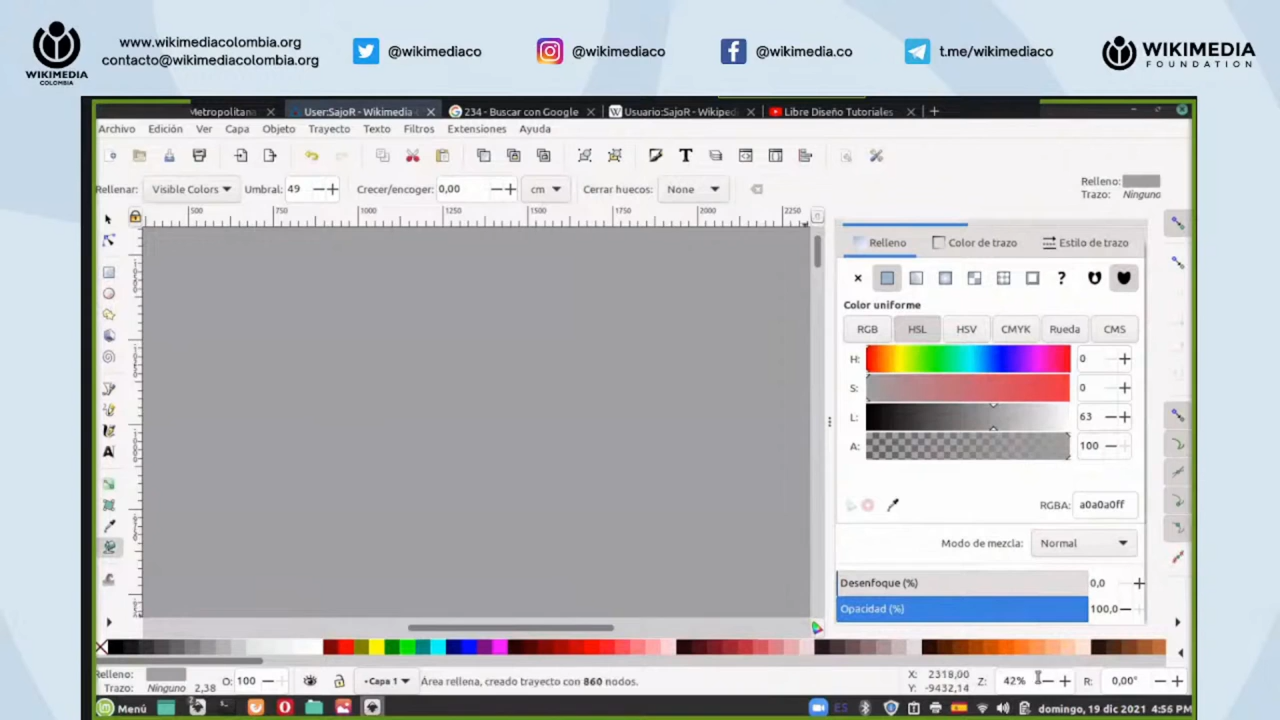 www.wikimediacolombia.org
contacto@wikimediacolombia.org
WIKIMEDIA
COLOMBIA
@wikimediaco
@wikimediaco
@wikimedia.co
t.me/wikimediaco
WIKIMEDIA
FOUNDATION
Metropolitana
User:SajoR - Wikimedia
234 - Buscar con Google
Usuario:SajoR - Wikiped
Libre Diseño Tutoriales
Archivo Edición Ver Capa Objeto Trayecto Texto Filtros Extensiones Ayuda
Rellenar: Visible Colors Umbral: 49 Crecer/encoger: 0,00 cm Cerrar huecos: None
Relleno:
Trazo: Ninguno
500 750 1000 1250 1500 1750 2000 2250
Relleno Color de trazo Estilo de trazo
Color uniforme
RGB HSL HSV CMYK Rueda CMS
H: 0
S: 0
L: 63
A: 100
RGBA: a0a0a0ff
Modo de mezcla: Normal
Desenfoque (%) 0,0
Opacidad (%) 100,0
Relleno:
Trazo: Ninguno 2,38
O: 100
•Capa 1
Área rellena, creado trayecto con 860 nodos.
X: 2318,00
Y: -9432,14
Z: 42%
R: 0,00°
Menú
ES
domingo, 19 dic 2021 4:56 PM